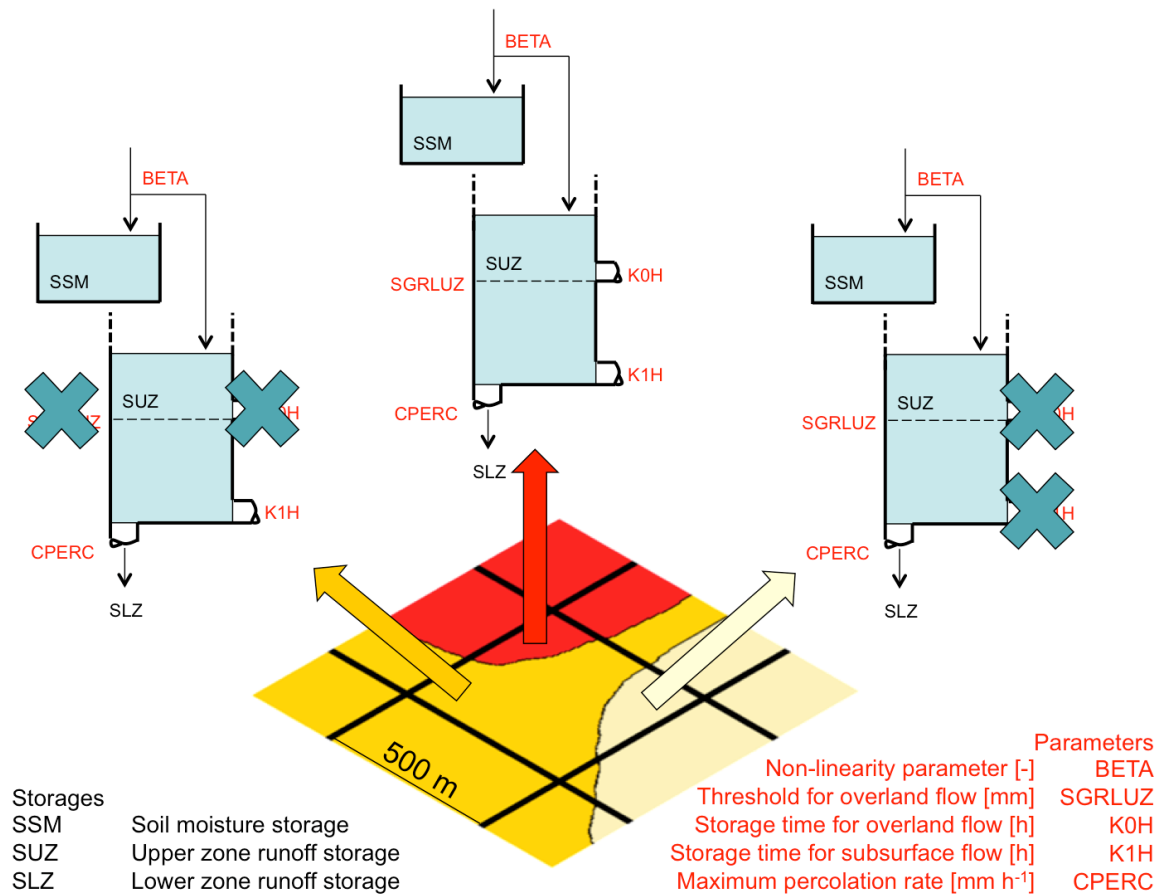 BETA
SSM
SUZ
SGRLUZ
K0H
K1H
CPERC
SLZ
BETA
SSM
SUZ
K1H
CPERC
SLZ
BETA
SSM
SUZ
SGRLUZ
CPERC
SLZ
500 m
Storages
SSM Soil moisture storage
SUZ Upper zone runoff storage
SLZ Lower zone runoff storage
Parameters
Non-linearity parameter [-] BETA
Threshold for overland flow [mm] SGRLUZ
Storage time for overland flow [h] K0H
Storage time for subsurface flow [h] K1H
Maximum percolation rate [mm h-1] CPERC